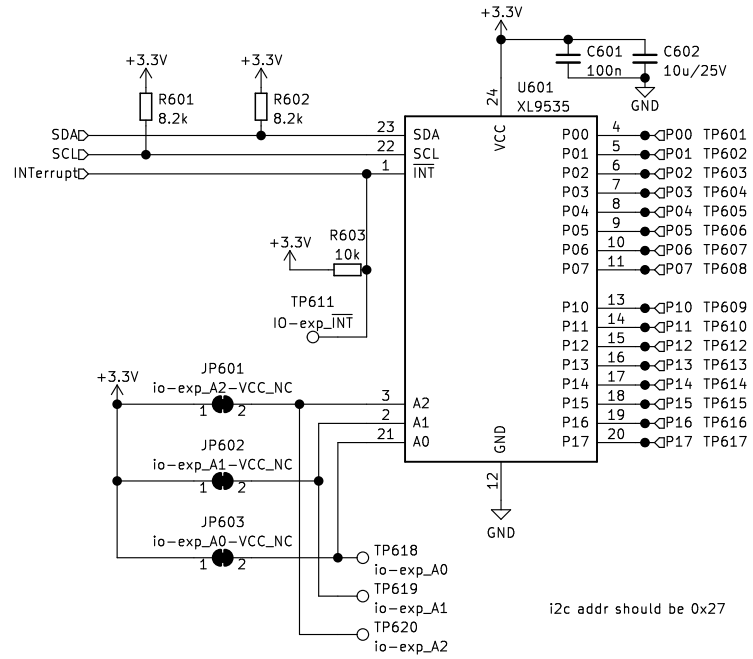 +3.3V
C601
100n
C602
10u/25V
GND
+3.3V
+3.3V
R601
8.2k
R602
8.2k
U601
XL9535
24
VCC
SDA
23
SDA
SCL
22
SCL
INTerrupt
1
INT
P00 4 P00 TP601
P01 5 P01 TP602
P02 6 P02 TP603
P03 7 P03 TP604
P04 8 P04 TP605
P05 9 P05 TP606
P06 10 P06 TP607
P07 11 P07 TP608
P10 13 P10 TP609
P11 14 P11 TP610
P12 15 P12 TP612
P13 16 P13 TP613
P14 17 P14 TP614
P15 18 P15 TP615
P16 19 P16 TP616
P17 20 P17 TP617
+3.3V
R603
10k
TP611
IO-exp_INT
JP601
io-exp_A2-VCC_NC
+3.3V
1 2
3
A2
2
A1
21
A0
JP602
io-exp_A1-VCC_NC
1 2
JP603
io-exp_A0-VCC_NC
1 2
GND
12
GND
TP618
io-exp_A0
TP619
io-exp_A1
TP620
io-exp_A2
i2c addr should be 0x27